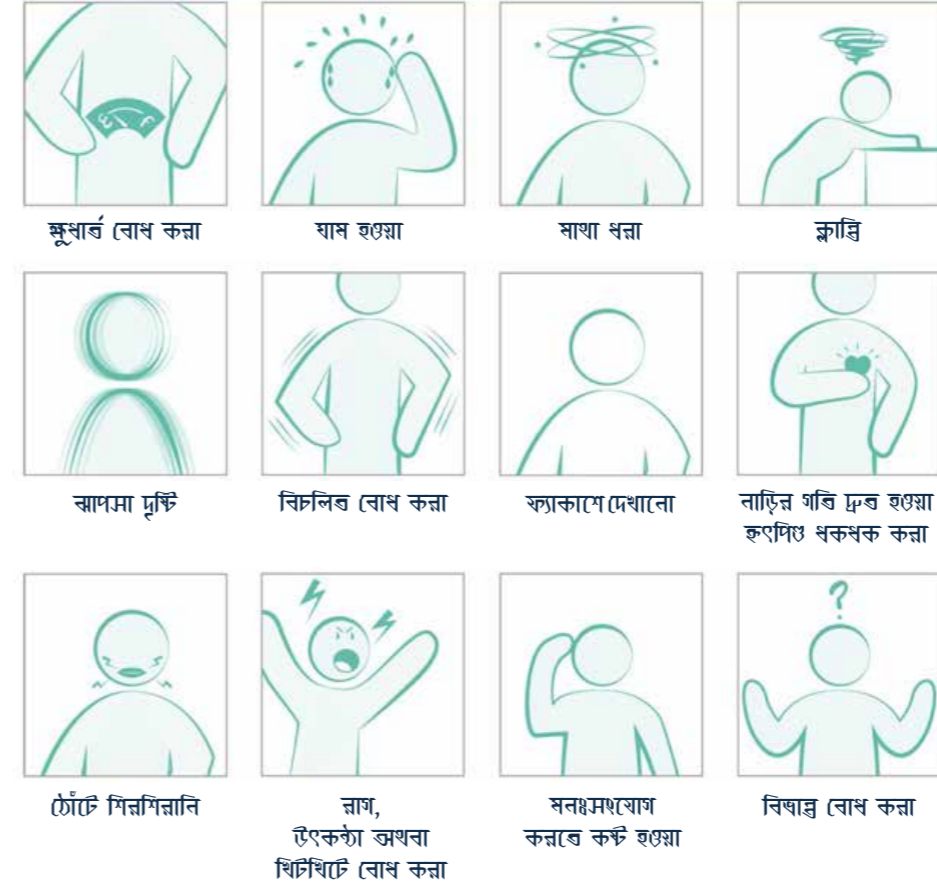 ক্ষুধার্ত বোধ করা
ঘাম হওয়া
মাথা ধরা
ক্লান্তি
ঝাপসা দৃষ্টি
বিচলিত বোধ করা
ফ্যাকাশে দেখানো
নাড়ির গতি দ্রুত হওয়া
হৃৎপিণ্ড ধকধক করা
ঠোঁটে শিরশিরানি
রাগ,
উৎকন্ঠা অথবা
খিটখিটে বোধ করা
মনঃসংযোগ
করতে কষ্ট হওয়া
?
বিভ্রান্ত বোধ করা